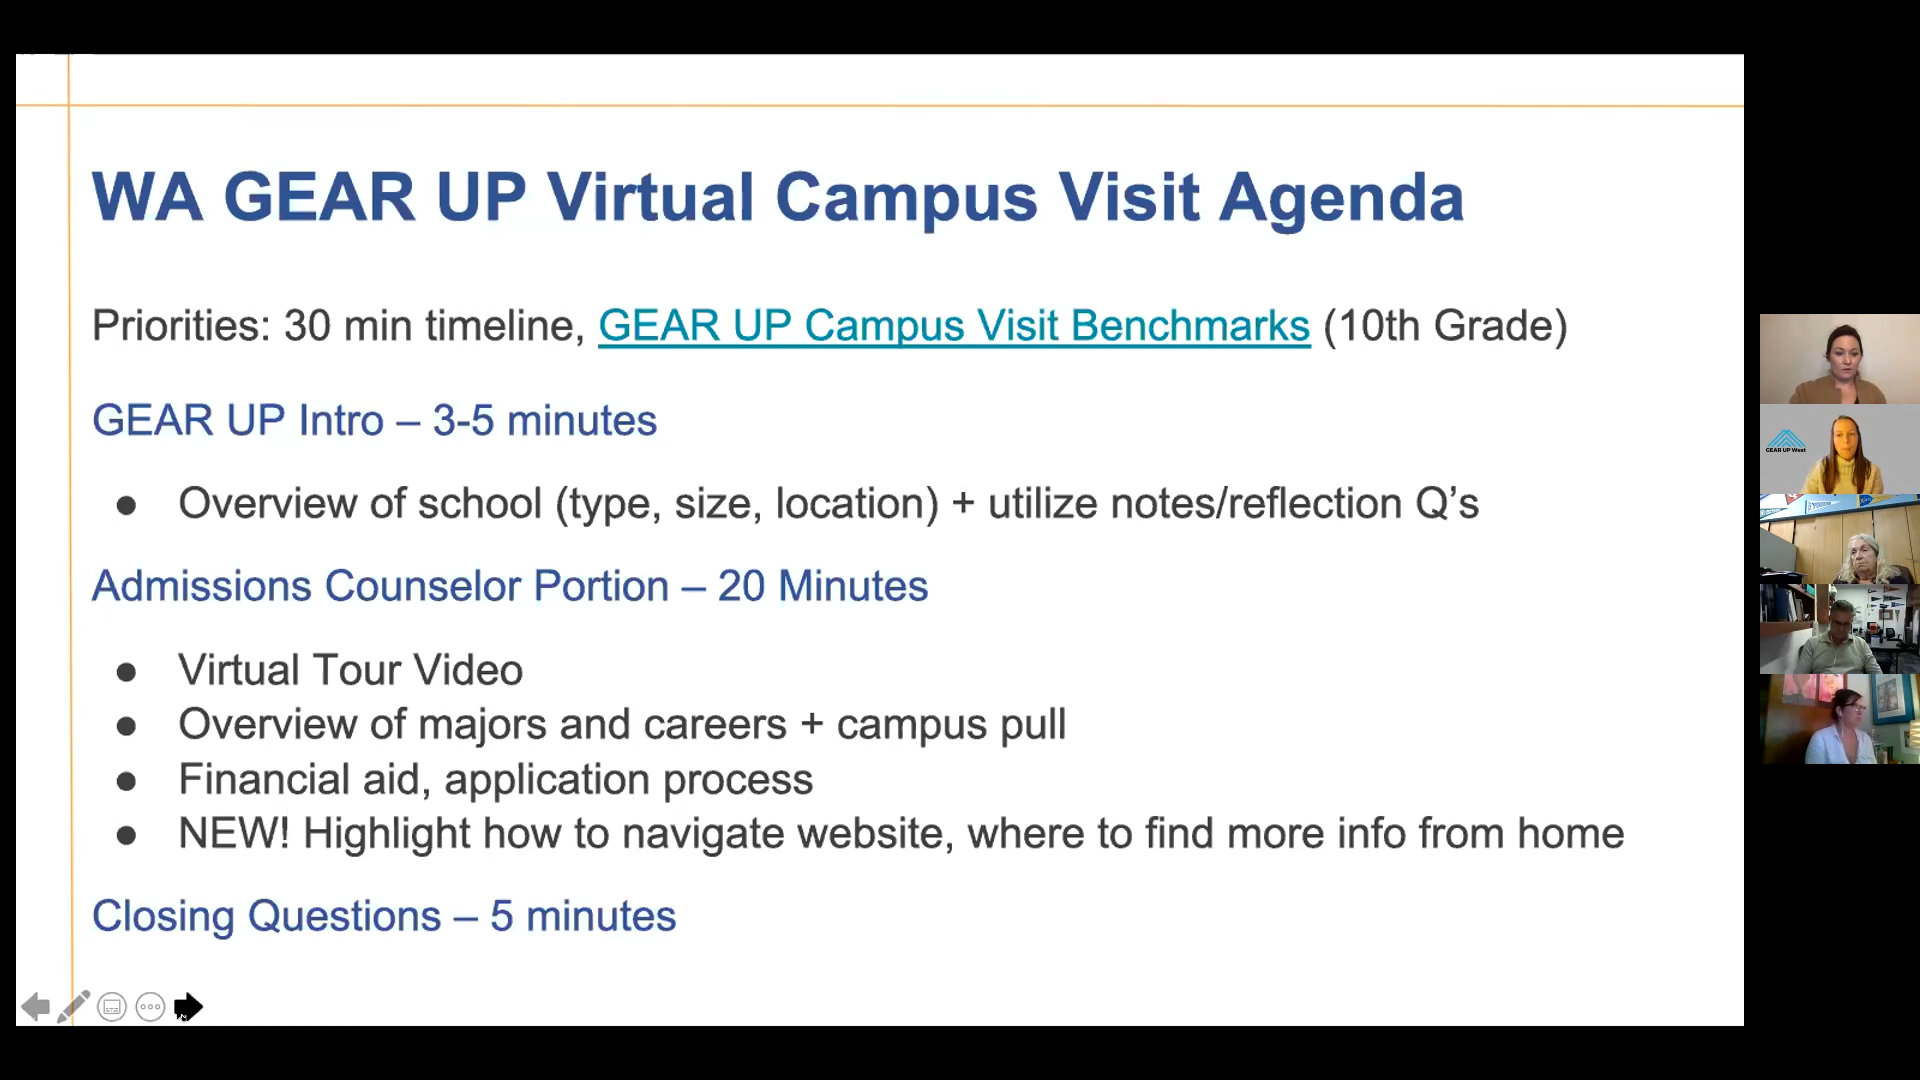 WA GEAR UP Virtual Campus Visit Agenda
Priorities: 30 min timeline, GEAR UP Campus Visit Benchmarks (10th Grade)
GEAR UP Intro – 3-5 minutes
● Overview of school (type, size, location) + utilize notes/reflection Q’s
Admissions Counselor Portion – 20 Minutes
● Virtual Tour Video
● Overview of majors and careers + campus pull
● Financial aid, application process
● NEW! Highlight how to navigate website, where to find more info from home
Closing Questions – 5 minutes
GEAR UP West